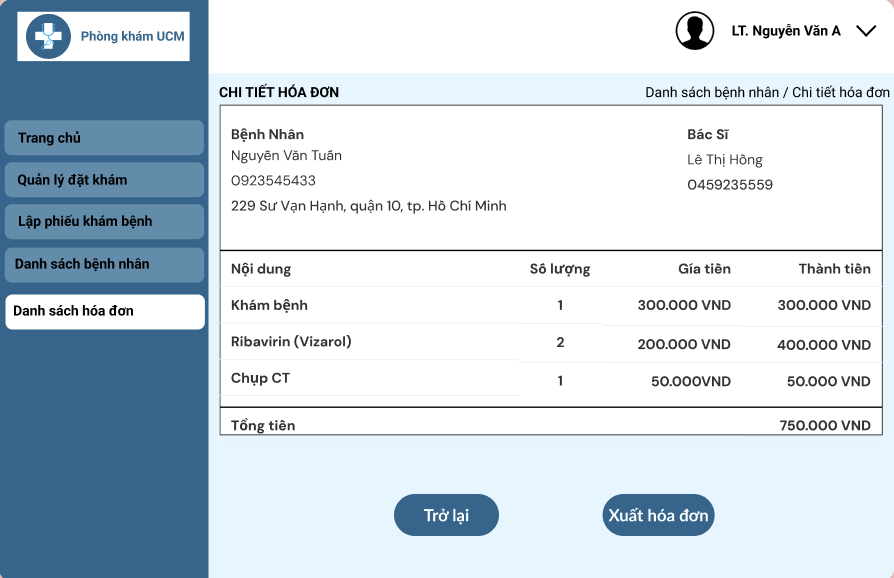 Phòng khám UCM
LT. Nguyễn Văn A
CHI TIẾT HÓA ĐƠN
Danh sách bệnh nhân / Chi tiết hóa đơn
Trang chủ
Quản lý đặt khám
Lập phiếu khám bệnh
Danh sách bệnh nhân
Danh sách hóa đơn
Bệnh Nhân
Nguyễn Văn Tuấn
0923545433
229 Sư Vạn Hạnh, quận 10, tp. Hồ Chí Minh
Bác Sĩ
Lê Thị Hồng
0459235559
Nội dung Số lượng Gía tiền Thành tiền
Khám bệnh 1 300.000 VND 300.000 VND
Ribavirin (Vizarol) 2 200.000 VND 400.000 VND
Chụp CT 1 50.000VND 50.000 VND
Tổng tiền 750.000 VND
Trở lại
Xuất hóa đơn